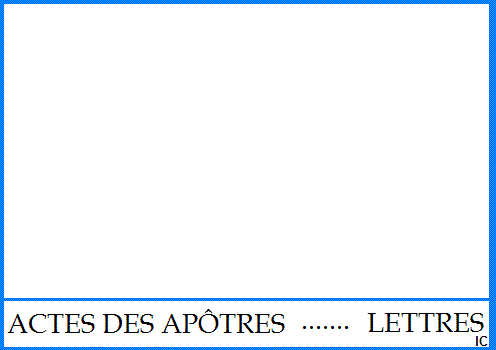 ACTES DES APÔTRES ....... LETTRES
IC